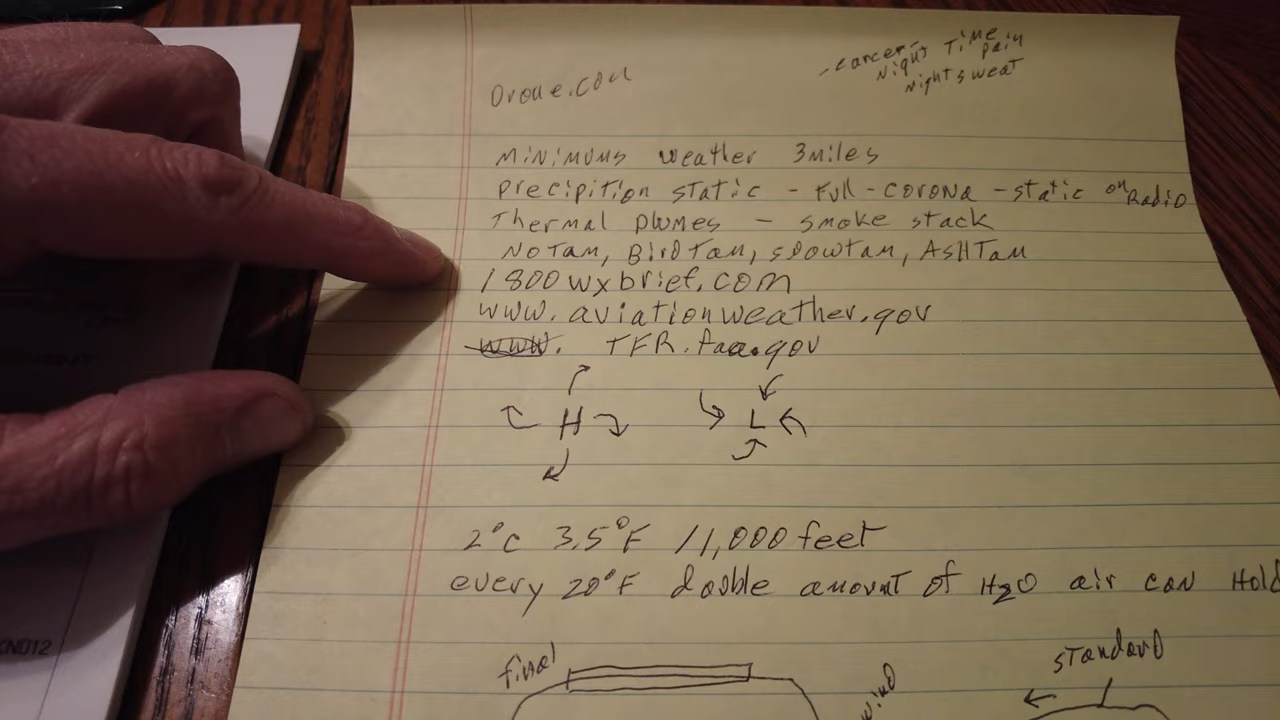 Drone.com
-cancer-
Night Time pain
Night sweat
Minimums weather 3miles
Precipition static - full - corona - static on Radio
Thermal plumes - smoke stack
NOTam, BirdTam, snowTam, AsHTam
1800wxbrief.com
www.aviationweather.gov
www. TFR.faa.gov
H L
2°C 3.5°F /1,000 feet
every 20°F double amount of H2O air can Hold
final
wind
standard
KN012